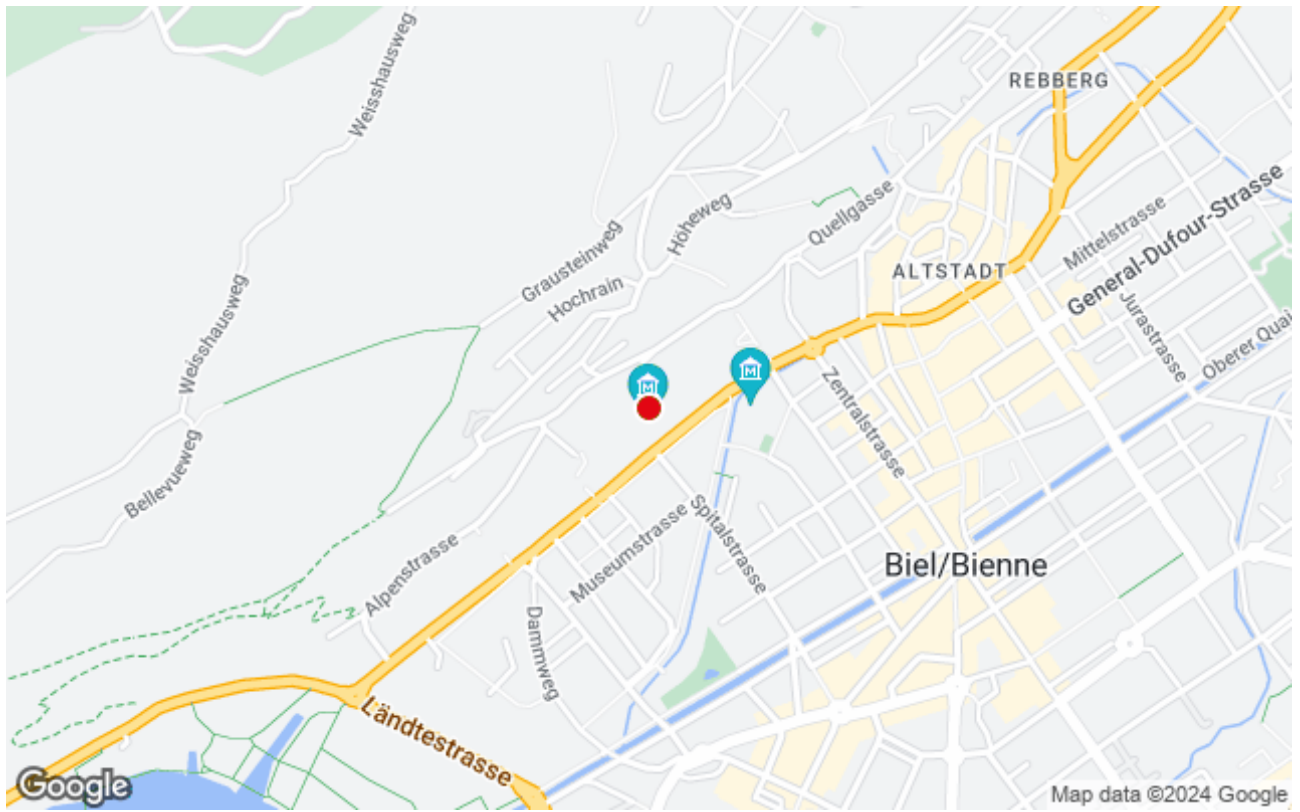 Weisshausweg
REBBERG
Quellgasse
Höheweg
Mittelstrasse
General-Dufour-Strasse
Grausteinweg
ALTSTADT
Hochrain
Jurastrasse
Oberer Quai
Weisshausweg
Zentralstrasse
Bellevueweg
Spitalstrasse
Museumstrasse
Alpenstrasse
Biel/Bienne
Dammweg
Ländtestrasse
M
M
Google
Map data ©2024 Google